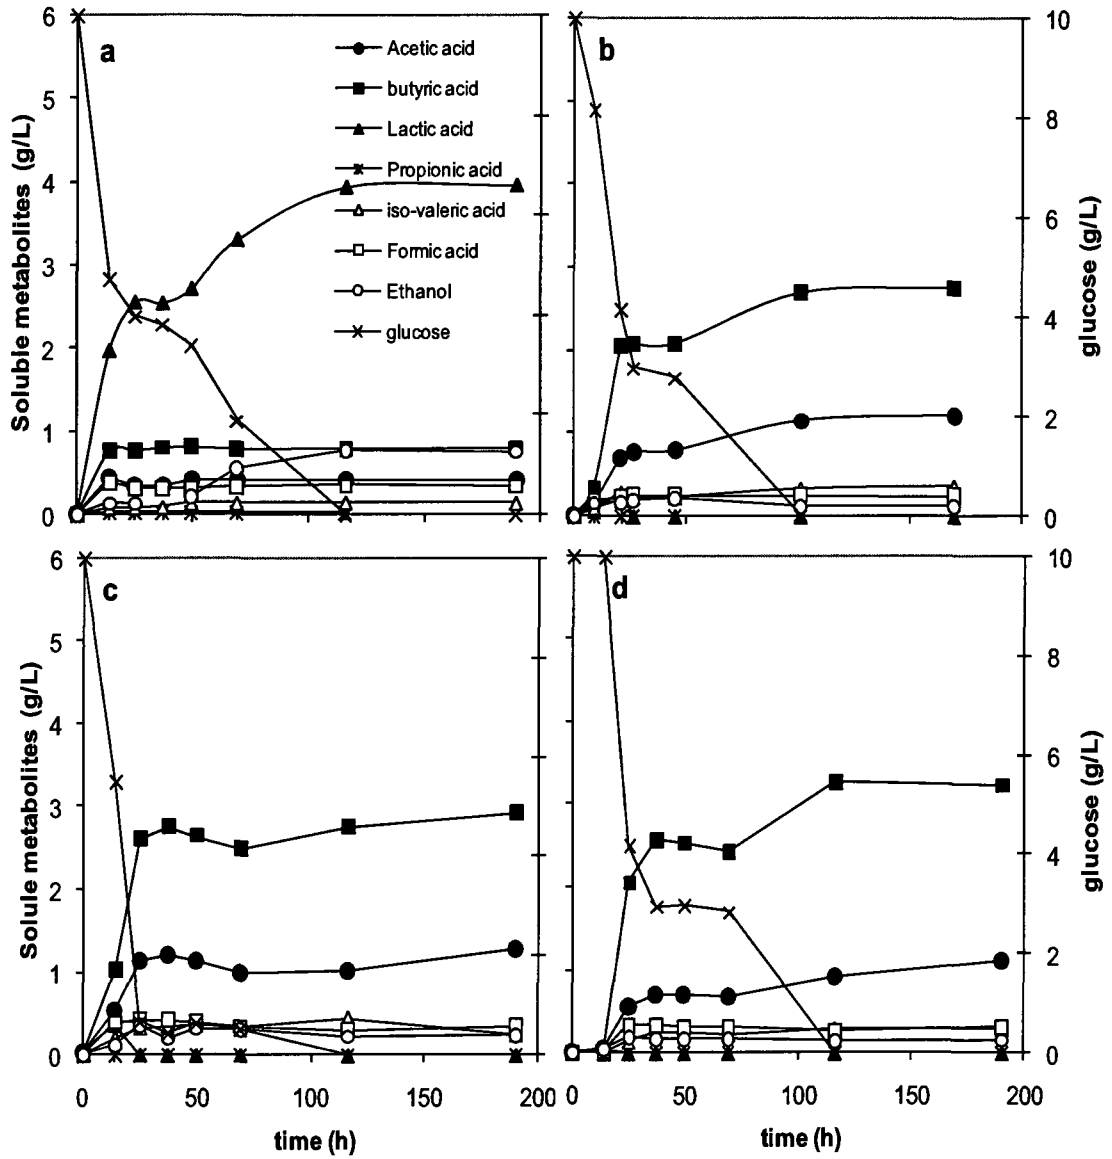 a
Acetic acid
butyric acid
Lactic acid
Propionic acid
iso-valeric acid
Formic acid
Ethanol
glucose
6
5
4
3
2
1
0
Soluble metabolites (g/L)
b
10
8
6
4
2
0
glucose (g/L)
c
6
5
4
3
2
1
0
Solule metabolites (g/L)
0 50 100 150 200
time (h)
d
10
8
6
4
2
0
glucose (g/L)
0 50 100 150 200
time (h)